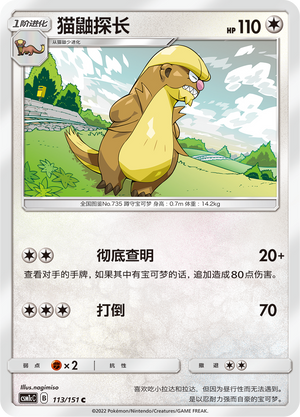 1阶进化 猫鼬探长 HP 110
从猫鼬少进化
全国图鉴No.735 蹲守宝可梦 身高：0.7m 体重：14.2kg
彻底查明 20+
查看对手的手牌，如果其中有宝可梦的话，追加造成80点伤害。
打倒 70
弱点 ×2 抗性 撤退
Illus.nagimiso
CSM1cC B 113/151 C
喜欢吃小拉达和拉达。但因为昼行性而无法遇到。
是以忍耐力强而自豪的宝可梦。
©2022 Pokémon/Nintendo/Creatures/GAME FREAK.